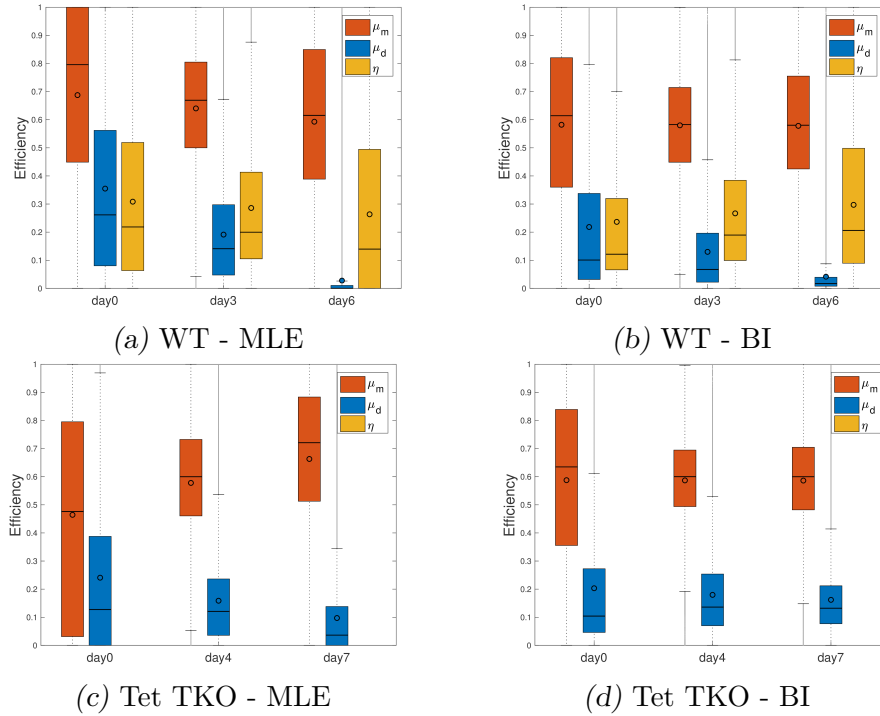 1
0.9
0.8
0.7
0.6
0.5
0.4
0.3
0.2
0.1
0
Efficiency
μm
μd
η
day0 day3 day6
(a) WT - MLE
1
0.9
0.8
0.7
0.6
0.5
0.4
0.3
0.2
0.1
0
Efficiency
μm
μd
η
day0 day3 day6
(b) WT - BI
1
0.9
0.8
0.7
0.6
0.5
0.4
0.3
0.2
0.1
0
Efficiency
μm
μd
η
day0 day4 day7
(c) Tet TKO - MLE
1
0.9
0.8
0.7
0.6
0.5
0.4
0.3
0.2
0.1
0
Efficiency
μm
μd
η
day0 day4 day7
(d) Tet TKO - BI